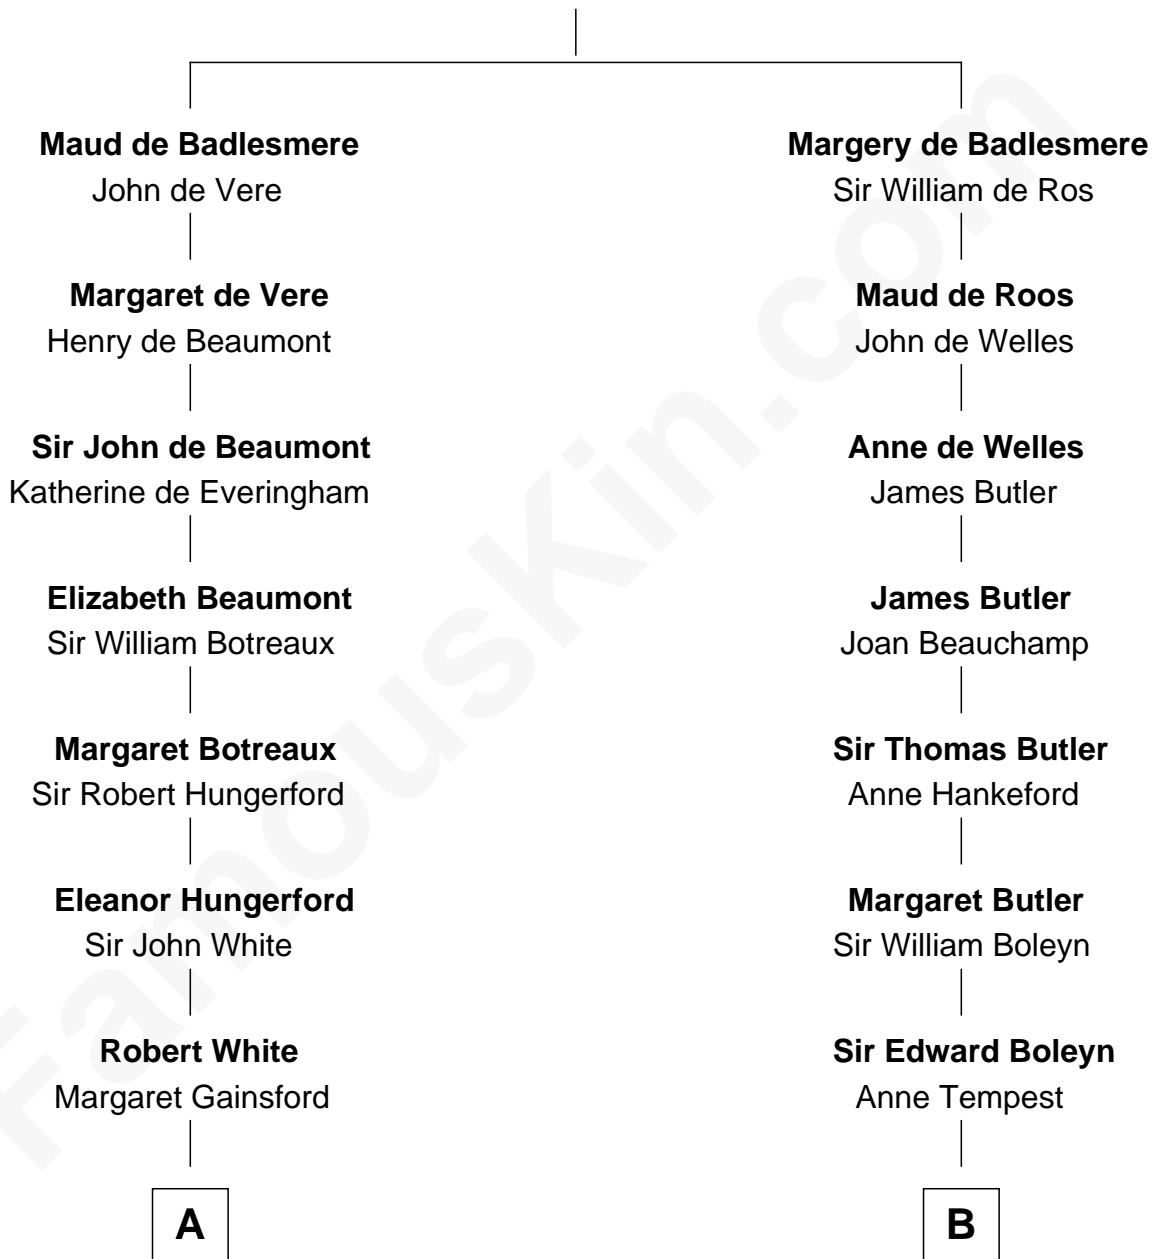 Maud de Badlesmere
John de Vere
Margaret de Vere
Henry de Beaumont
Sir John de Beaumont
Katherine de Everingham
Elizabeth Beaumont
Sir William Botreaux
Margaret Botreaux
Sir Robert Hungerford
Eleanor Hungerford
Sir John White
Robert White
Margaret Gainsford
A
Margery de Badlesmere
Sir William de Ros
Maud de Roos
John de Welles
Anne de Welles
James Butler
James Butler
Joan Beauchamp
Sir Thomas Butler
Anne Hankeford
Margaret Butler
Sir William Boleyn
Sir Edward Boleyn
Anne Tempest
B
FamousKin.com